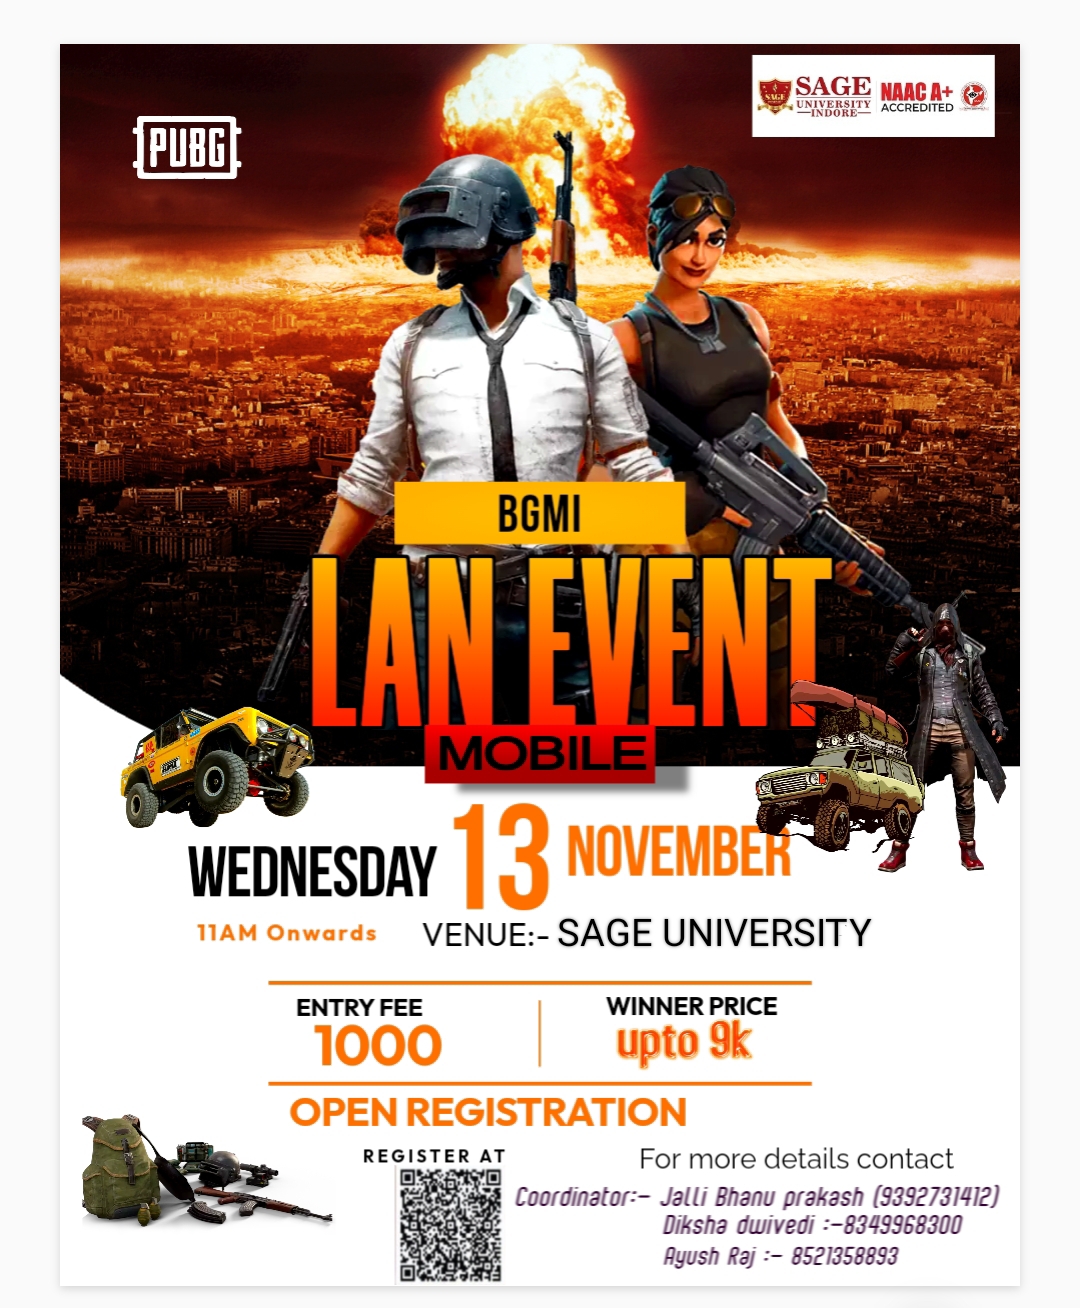 PUBG
SAGE
SAGE
UNIVERSITY
INDORE
NAAC A+
ACCREDITED
BGMI
LAN EVENT
MOBILE
WEDNESDAY 13 NOVEMBER
11AM Onwards
VENUE:- SAGE UNIVERSITY
ENTRY FEE
1000
WINNER PRICE
upto 9k
OPEN REGISTRATION
REGISTER AT
For more details contact
Coordinator:- Jalli Bhanu prakash (9392731412)
Diksha dwivedi :-8349968300
Ayush Raj :- 8521358893